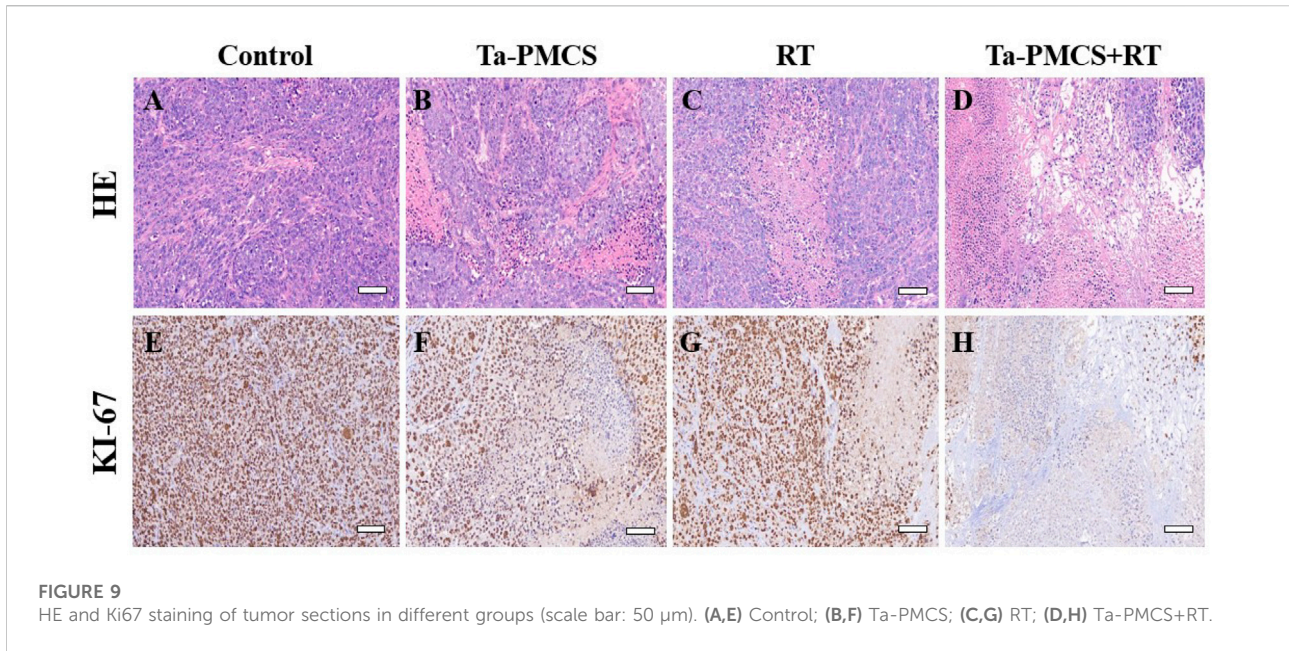 Control Ta-PMCS RT Ta-PMCS+RT
HE A B C D
KI-67 E F G H
FIGURE 9
HE and Ki67 staining of tumor sections in different groups (scale bar: 50 µm). (A,E) Control; (B,F) Ta-PMCS; (C,G) RT; (D,H) Ta-PMCS+RT.